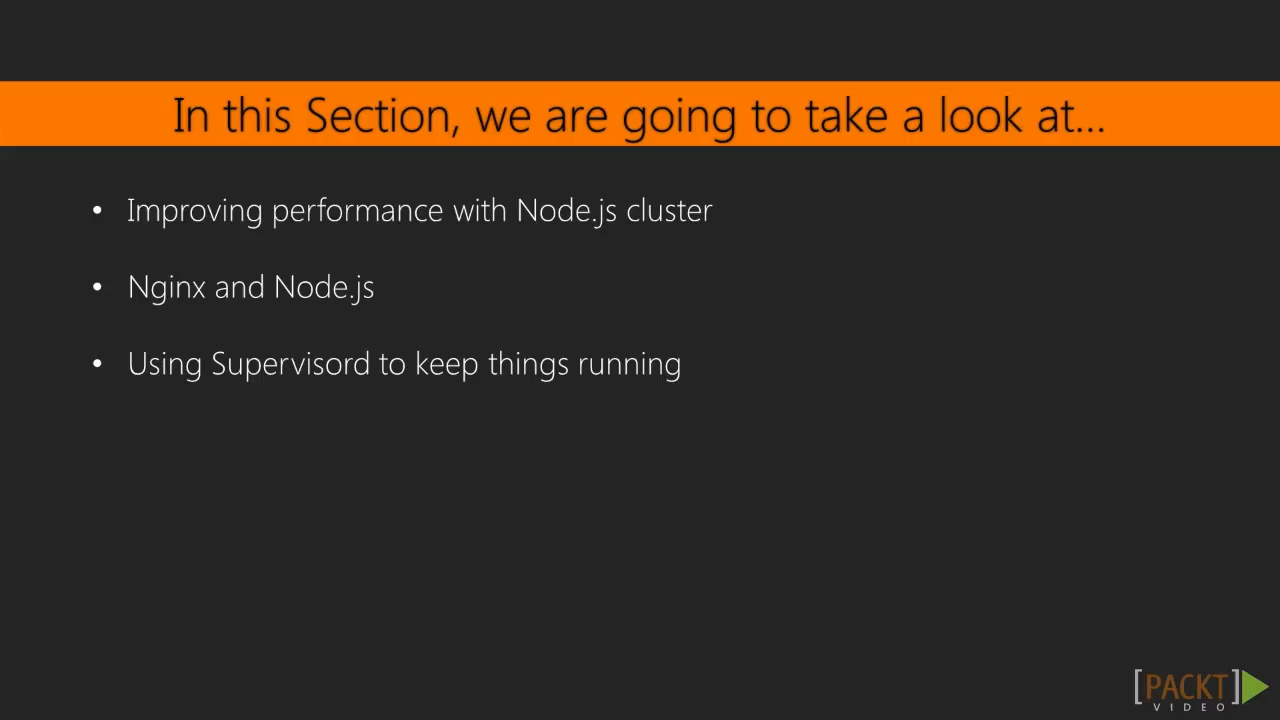 In this Section, we are going to take a look at...
• Improving performance with Node.js cluster
• Nginx and Node.js
• Using Supervisord to keep things running
[PACKT]
VIDEO